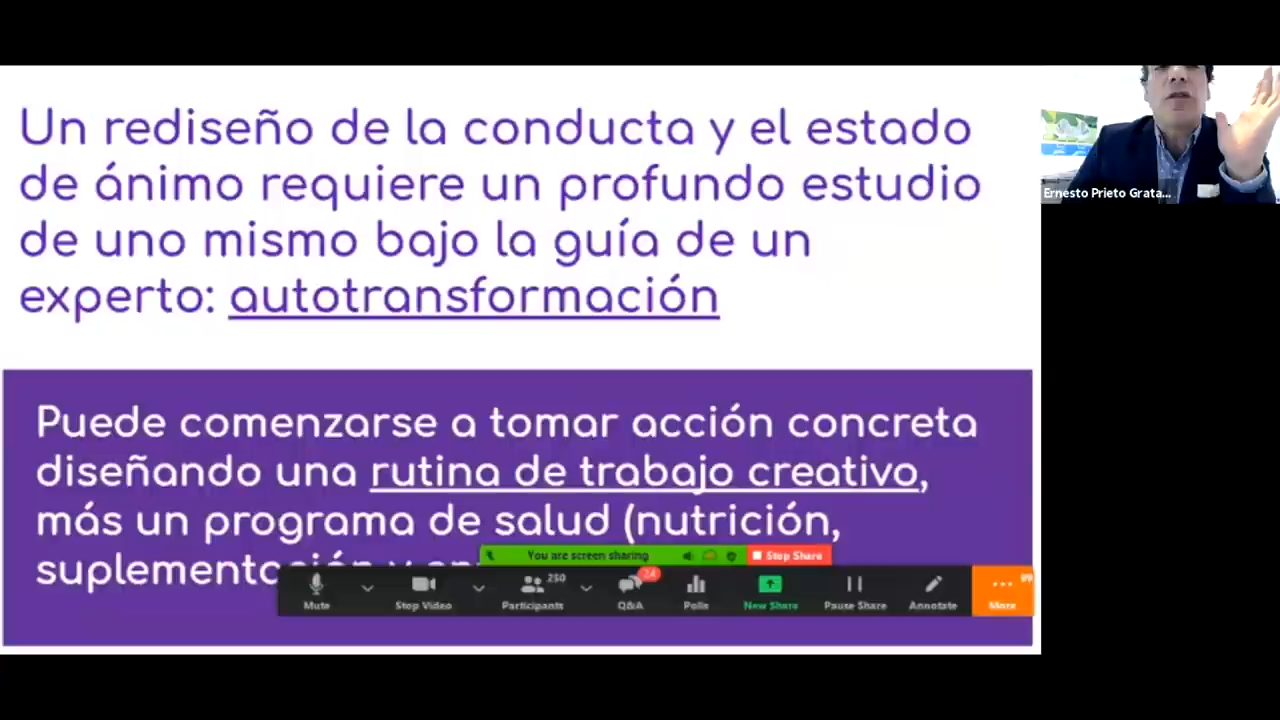 Un rediseño de la conducta y el estado
de ánimo requiere un profundo estudio
de uno mismo bajo la guía de un
experto: autotransformación
Ernesto Prieto Grata...
Puede comenzarse a tomar acción concreta
diseñando una rutina de trabajo creativo,
más un programa de salud (nutrición,
You are screen sharing Stop Share
250 24 99
Mute Stop Video Participants Q&A Polls New Share Pause Share Annotate More